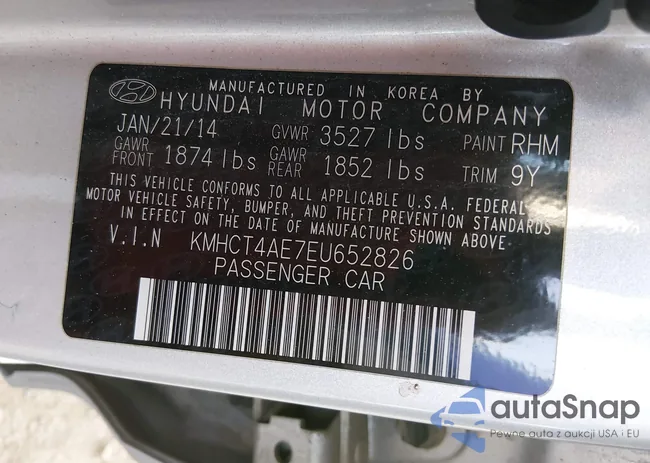 MANUFACTURED IN KOREA BY
HYUNDAI MOTOR COMPANY
JAN/21/14 GVWR 3527 lbs PAINT RHM
GAWR FRONT 1874 lbs GAWR REAR 1852 lbs TRIM 9Y
THIS VEHICLE CONFORMS TO ALL APPLICABLE U.S.A. FEDERAL
MOTOR VEHICLE SAFETY, BUMPER, AND THEFT PREVENTION STANDARDS
IN EFFECT ON THE DATE OF MANUFACTURE SHOWN ABOVE.
V.I.N KMHCT4AE7EU652826
PASSENGER CAR
autaSnap
Pewne auta z aukcji USA i EU